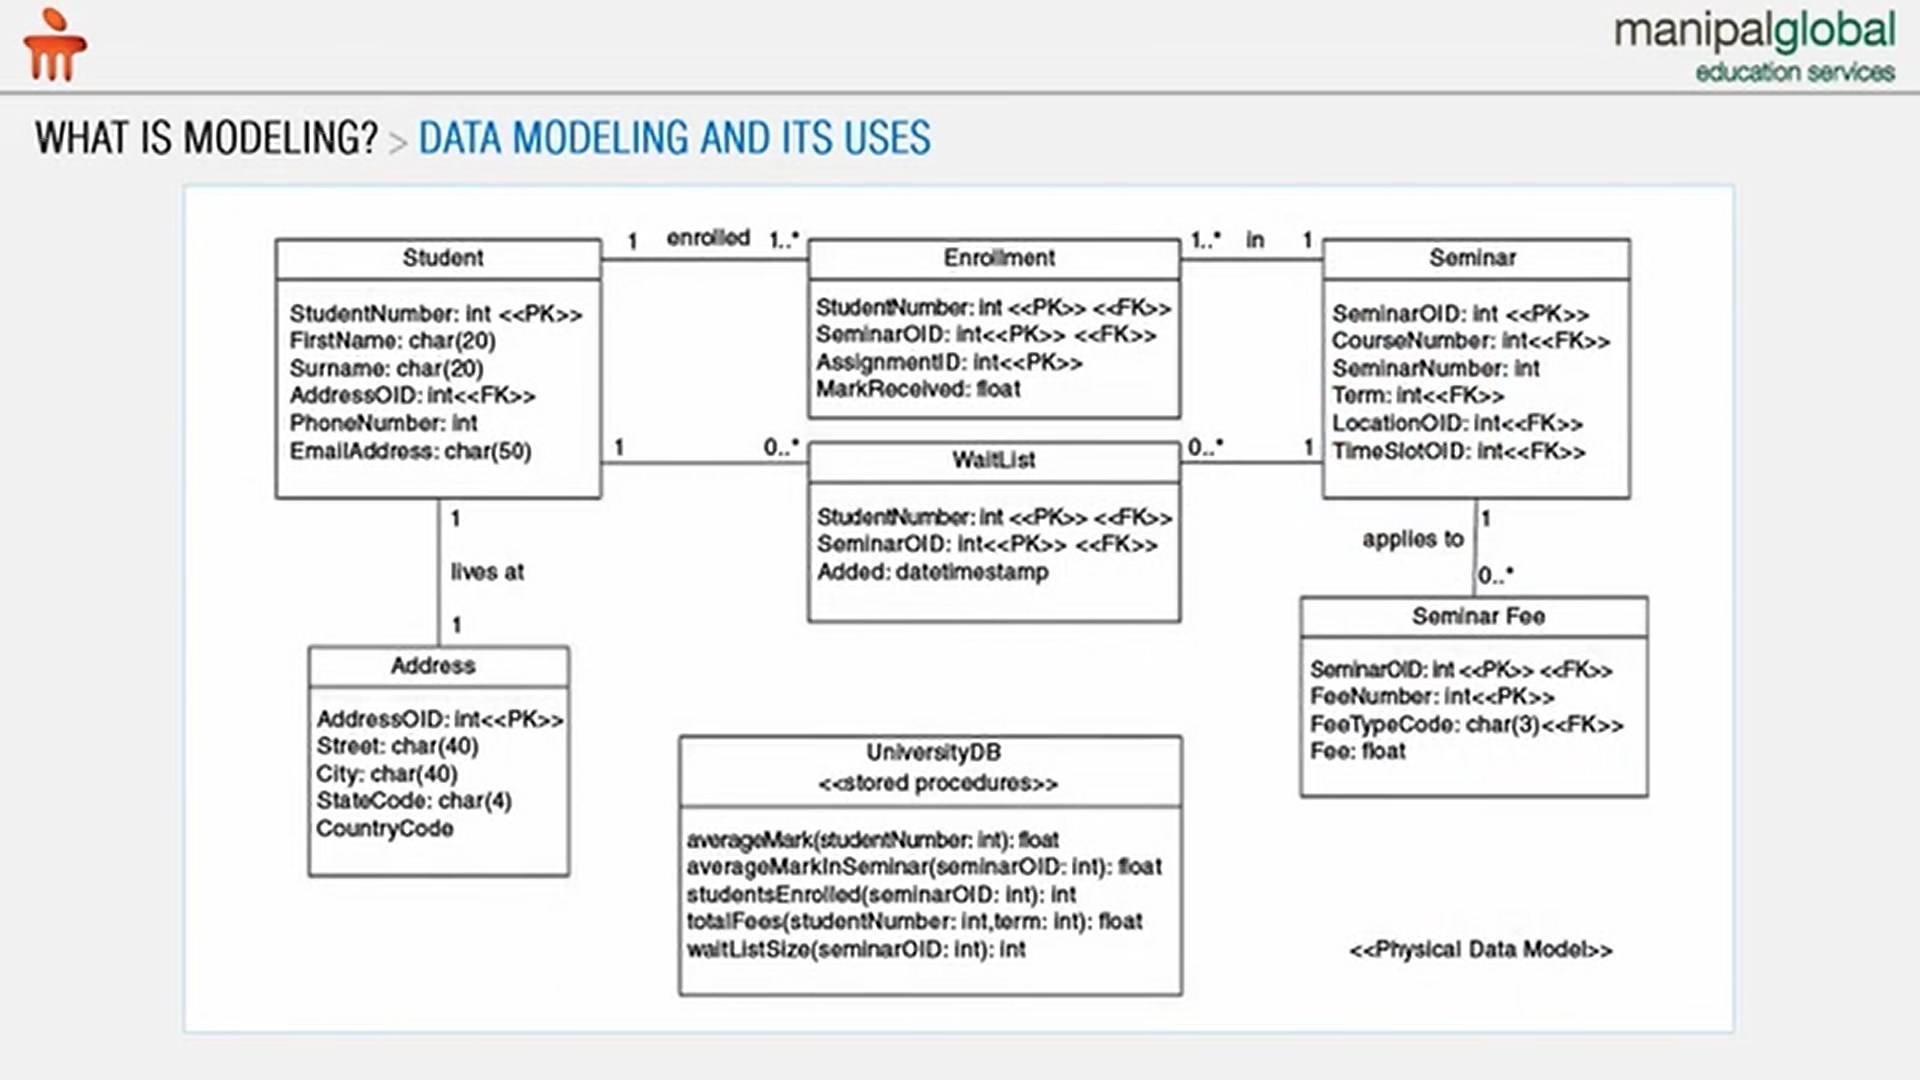 manipalglobal
education services
WHAT IS MODELING? > DATA MODELING AND ITS USES
1 enrolled 1..*
1..* in 1
Student
StudentNumber: int <<PK>>
FirstName: char(20)
Surname: char(20)
AddressOID: int<<FK>>
PhoneNumber: int
EmailAddress: char(50)
Enrollment
StudentNumber: int <<PK>> <<FK>>
SeminarOID: int<<PK>> <<FK>>
AssignmentID: int<<PK>>
MarkReceived: float
Seminar
SeminarOID: int <<PK>>
CourseNumber: int<<FK>>
SeminarNumber: int
Term: int<<FK>>
LocationOID: int<<FK>>
TimeSlotOID: int<<FK>>
1 0..*
0..* 1
WaitList
StudentNumber: int <<PK>> <<FK>>
SeminarOID: int<<PK>> <<FK>>
Added: datetimestamp
1
lives at
1
1
applies to
0..*
Address
AddressOID: int<<PK>>
Street: char(40)
City: char(40)
StateCode: char(4)
CountryCode
Seminar Fee
SeminarOID: int <<PK>> <<FK>>
FeeNumber: int<<PK>>
FeeTypeCode: char(3)<<FK>>
Fee: float
UniversityDB
<<stored procedures>>
averageMark(studentNumber: int): float
averageMarkInSeminar(seminarOID: int): float
studentsEnrolled(seminarOID: int): int
totalFees(studentNumber: int,term: int): float
waitListSize(seminarOID: int): int
<<Physical Data Model>>